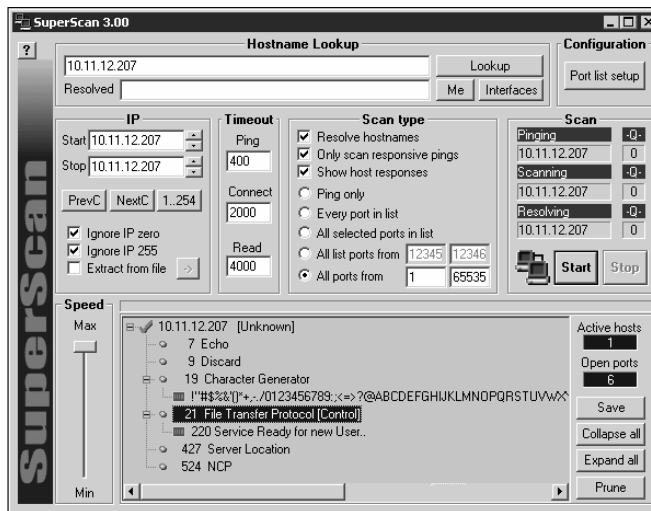 SuperScan 3.00
?
SuperScan
Hostname Lookup
10.11.12.207
Lookup
Resolved
Me
Interfaces
Configuration
Port list setup
IP
Start 10.11.12.207
Stop 10.11.12.207
PrevC NextC 1..254
Ignore IP zero
Ignore IP 255
Extract from file ->
Timeout
Ping
400
Connect
2000
Read
4000
Scan type
Resolve hostnames
Only scan responsive pings
Show host responses
Ping only
Every port in list
All selected ports in list
All list ports from 12345 12346
All ports from 1 65535
Scan
Pinging -Q-
10.11.12.207 0
Scanning -Q-
10.11.12.207 0
Resolving -Q-
10.11.12.207 0
Start Stop
Speed
Max
Min
10.11.12.207 [Unknown]
7 Echo
9 Discard
19 Character Generator
!"#$%&'()*+,-./0123456789:;<=>?@ABCDEFGHIJKLMNOPQRSTUVWX
21 File Transfer Protocol [Control]
220 Service Ready for new User..
427 Server Location
524 NCP
Active hosts
1
Open ports
6
Save
Collapse all
Expand all
Prune